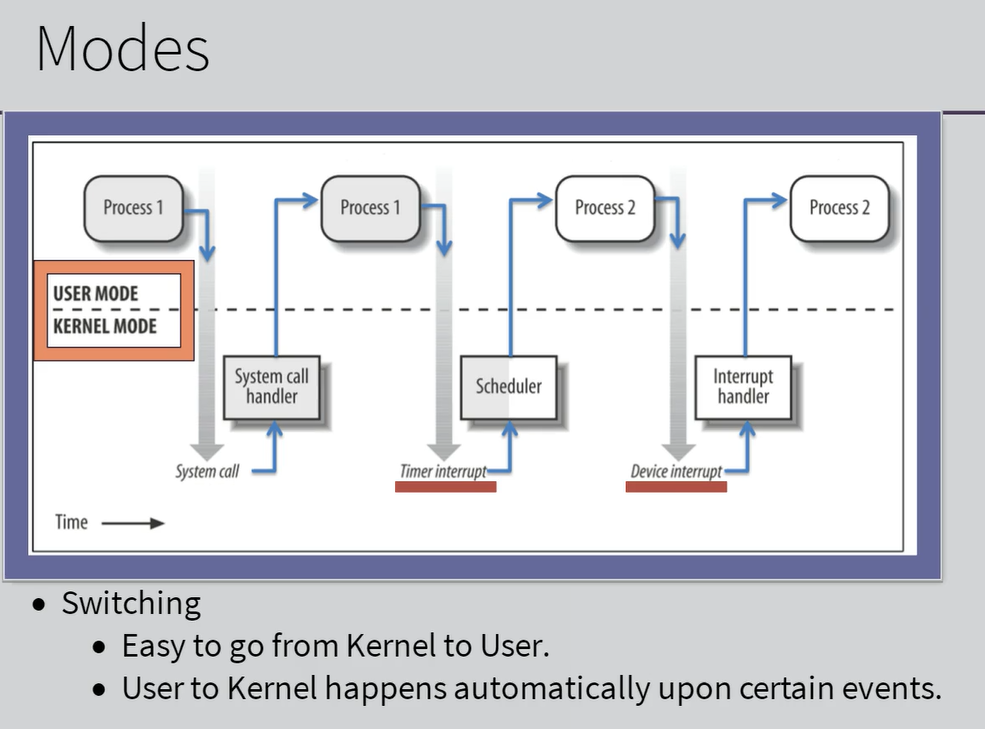 Modes
Process 1
Process 1
Process 2
Process 2
USER MODE
KERNEL MODE
System call
handler
Scheduler
Interrupt
handler
System call
Timer interrupt
Device interrupt
Time
• Switching
• Easy to go from Kernel to User.
• User to Kernel happens automatically upon certain events.